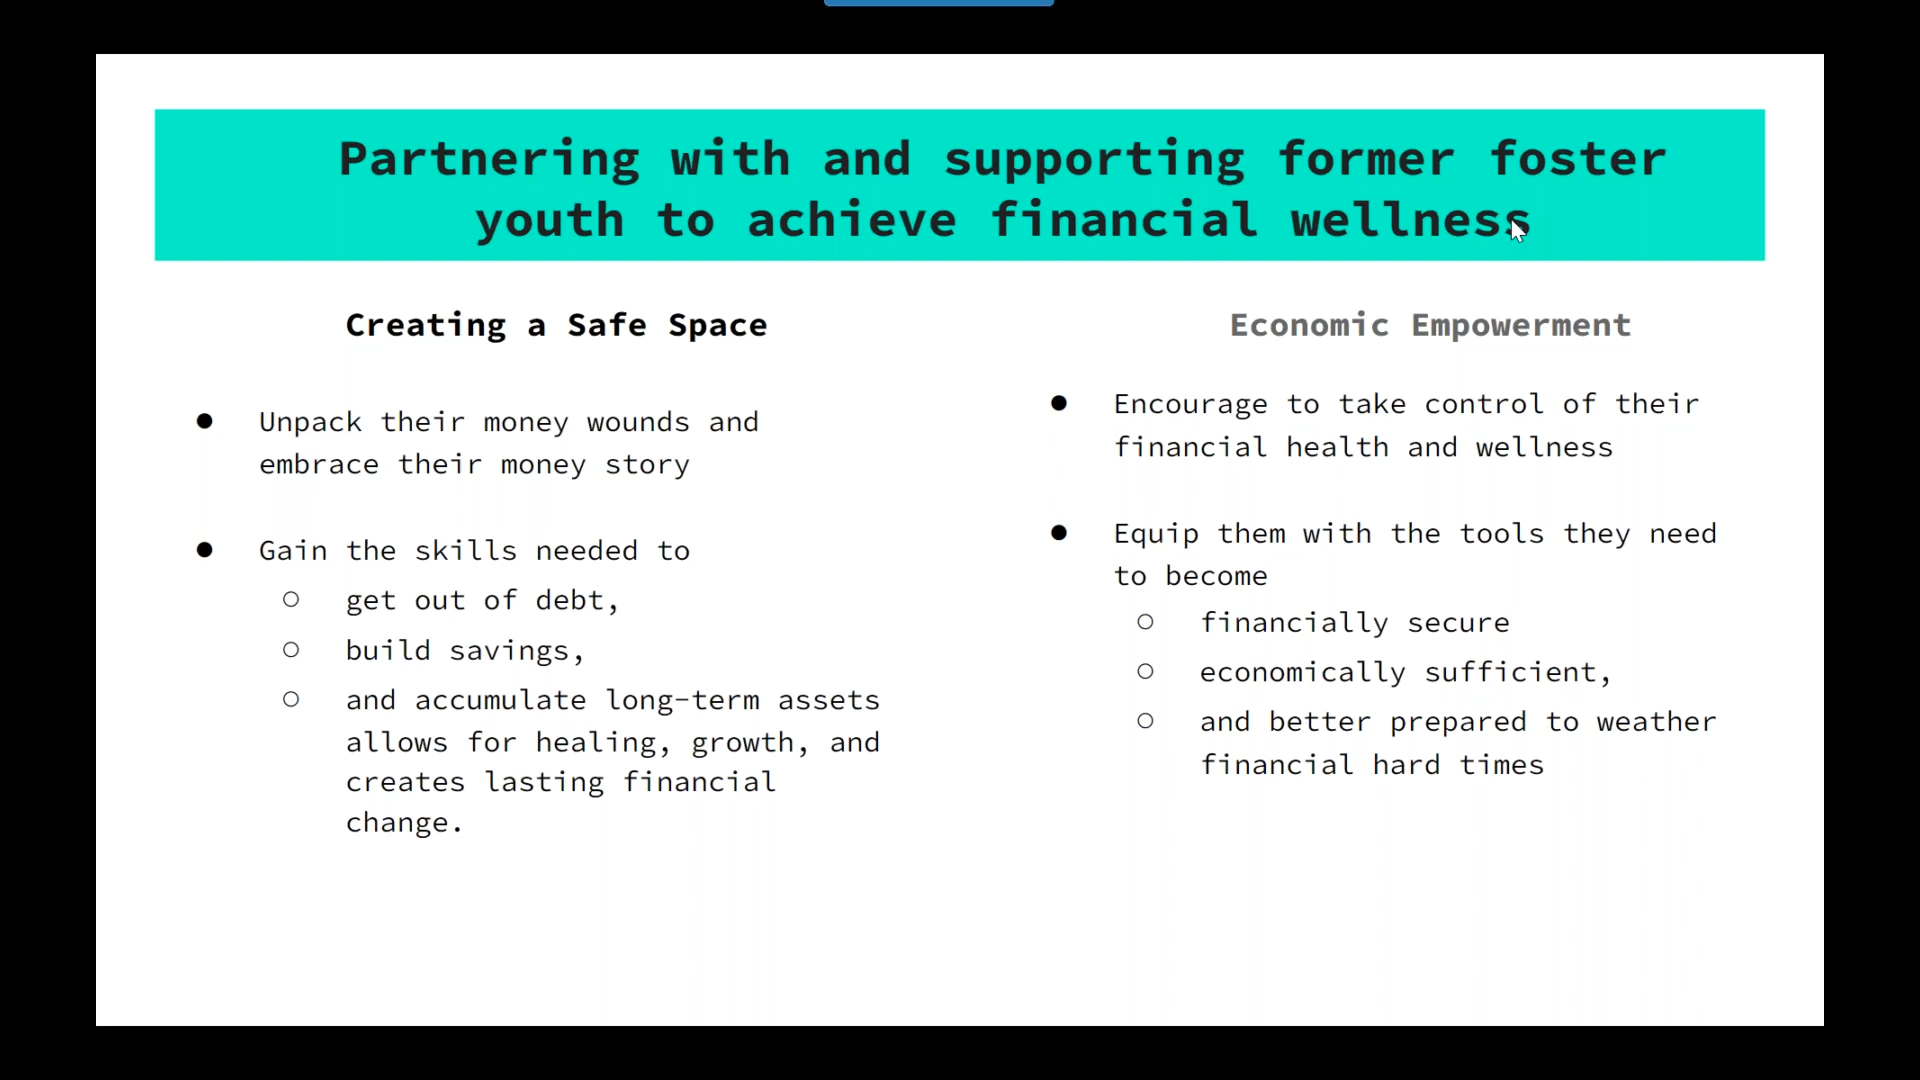 Partnering with and supporting former foster
youth to achieve financial wellness
Creating a Safe Space
● Unpack their money wounds and
embrace their money story
● Gain the skills needed to
○ get out of debt,
○ build savings,
○ and accumulate long-term assets
allows for healing, growth, and
creates lasting financial
change.
Economic Empowerment
● Encourage to take control of their
financial health and wellness
● Equip them with the tools they need
to become
○ financially secure
○ economically sufficient,
○ and better prepared to weather
financial hard times